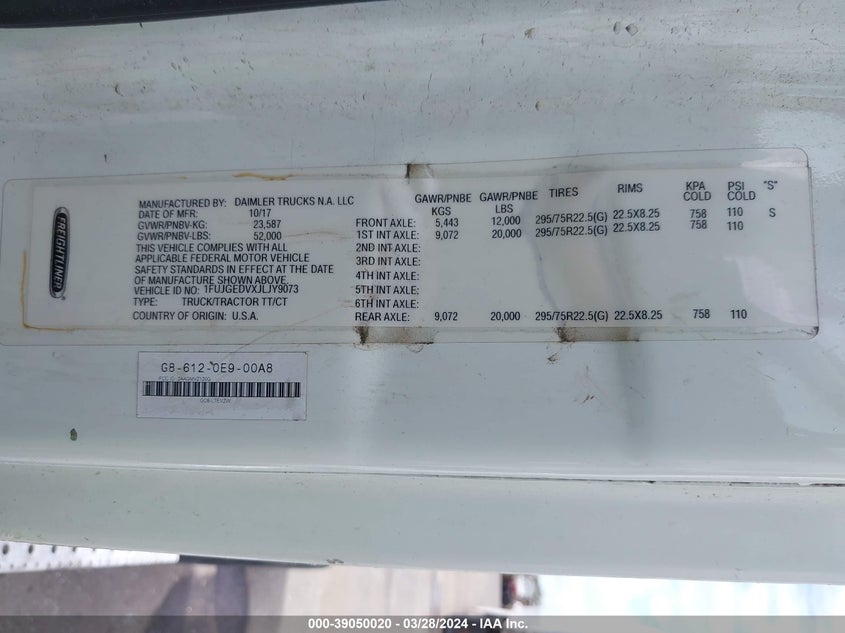 FREIGHTLINER
MANUFACTURED BY: DAIMLER TRUCKS N.A. LLC
DATE OF MFR: 10/17
GVWR/PNBV-KG: 23,587
GVWR/PNBV-LBS: 52,000
THIS VEHICLE COMPLIES WITH ALL
APPLICABLE FEDERAL MOTOR VEHICLE
SAFETY STANDARDS IN EFFECT AT THE DATE
OF MANUFACTURE SHOWN ABOVE.
VEHICLE ID NO: 1FUJGEDVXJLJY9073
TYPE: TRUCK/TRACTOR TT/CT
COUNTRY OF ORIGIN: U.S.A.
GAWR/PNBE KGS GAWR/PNBE LBS TIRES RIMS KPA COLD PSI COLD "S"
FRONT AXLE: 5,443 12,000 295/75R22.5(G) 22.5X8.25 758 110 S
1ST INT AXLE: 9,072 20,000 295/75R22.5(G) 22.5X8.25 758 110
2ND INT AXLE:
3RD INT AXLE:
4TH INT AXLE:
5TH INT AXLE:
6TH INT AXLE:
REAR AXLE: 9,072 20,000 295/75R22.5(G) 22.5X8.25 758 110
G8-612-0E9-00A8
000-39050020 / 03/28/2024 - IAA Inc.